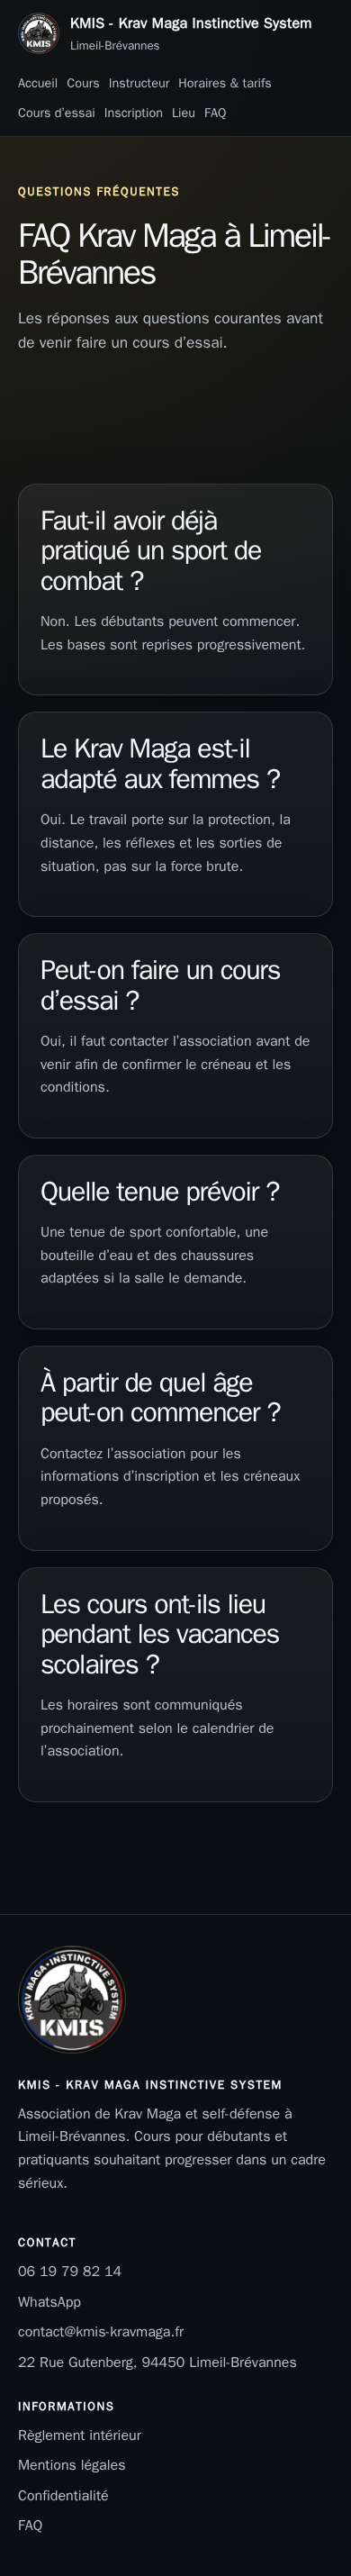 KMIS - Krav Maga Instinctive System
Limeil-Brévannes
Accueil Cours Instructeur Horaires & tarifs
Cours d'essai Inscription Lieu FAQ
QUESTIONS FRÉQUENTES
FAQ Krav Maga à Limeil-
Brévannes
Les réponses aux questions courantes avant
de venir faire un cours d'essai.
Faut-il avoir déjà
pratiqué un sport de
combat ?
Non. Les débutants peuvent commencer.
Les bases sont reprises progressivement.
Le Krav Maga est-il
adapté aux femmes ?
Oui. Le travail porte sur la protection, la
distance, les réflexes et les sorties de
situation, pas sur la force brute.
Peut-on faire un cours
d'essai ?
Oui, il faut contacter l'association avant de
venir afin de confirmer le créneau et les
conditions.
Quelle tenue prévoir ?
Une tenue de sport confortable, une
bouteille d'eau et des chaussures
adaptées si la salle le demande.
À partir de quel âge
peut-on commencer ?
Contactez l'association pour les
informations d'inscription et les créneaux
proposés.
Les cours ont-ils lieu
pendant les vacances
scolaires ?
Les horaires sont communiqués
prochainement selon le calendrier de
l'association.
KRAV MAGA•INSTINCTIVE SYSTEM
KMIS
KMIS - KRAV MAGA INSTINCTIVE SYSTEM
Association de Krav Maga et self-défense à
Limeil-Brévannes. Cours pour débutants et
pratiquants souhaitant progresser dans un cadre
sérieux.
CONTACT
06 19 79 82 14
WhatsApp
contact@kmis-kravmaga.fr
22 Rue Gutenberg, 94450 Limeil-Brévannes
INFORMATIONS
Règlement intérieur
Mentions légales
Confidentialité
FAQ